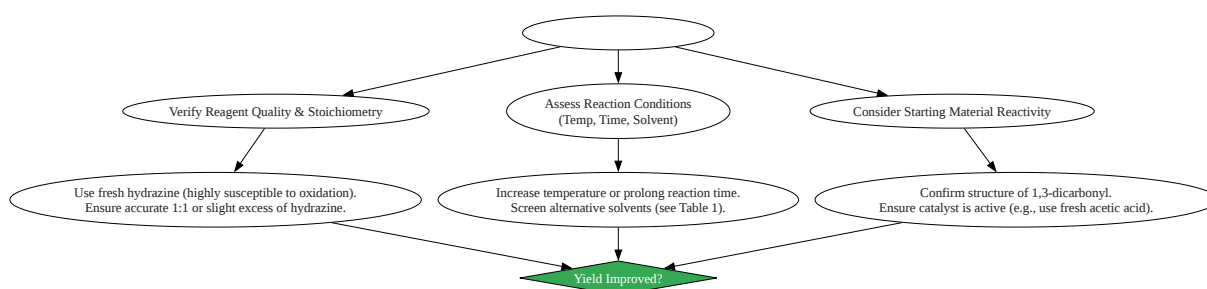 Verify Reagent Quality & Stoichiometry
Assess Reaction Conditions
(Temp, Time, Solvent)
Consider Starting Material Reactivity
Use fresh hydrazine (highly susceptible to oxidation).
Ensure accurate 1:1 or slight excess of hydrazine.
Increase temperature or prolong reaction time.
Screen alternative solvents (see Table 1).
Confirm structure of 1,3-dicarbonyl.
Ensure catalyst is active (e.g., use fresh acetic acid).
Yield Improved?